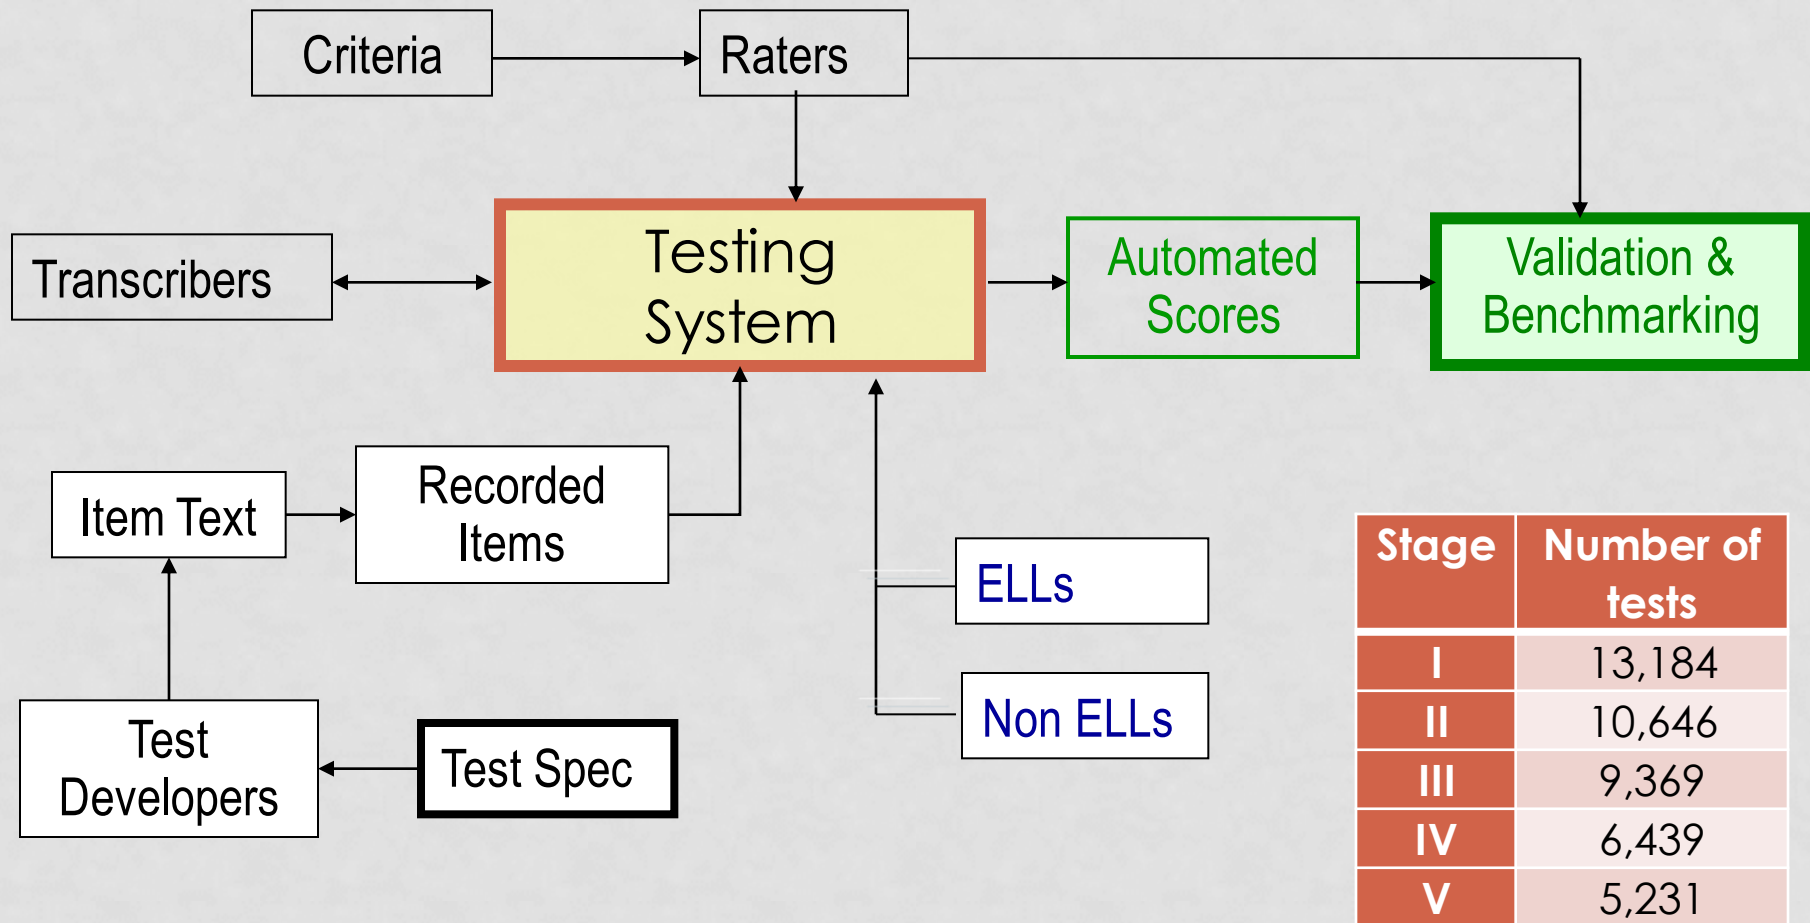 Criteria
Raters
Transcribers
Testing
System
Automated
Scores
Validation &
Benchmarking
Item Text
Recorded
Items
ELLs
Non ELLs
Test
Developers
Test Spec
Stage Number of
tests
I 13,184
II 10,646
III 9,369
IV 6,439
V 5,231